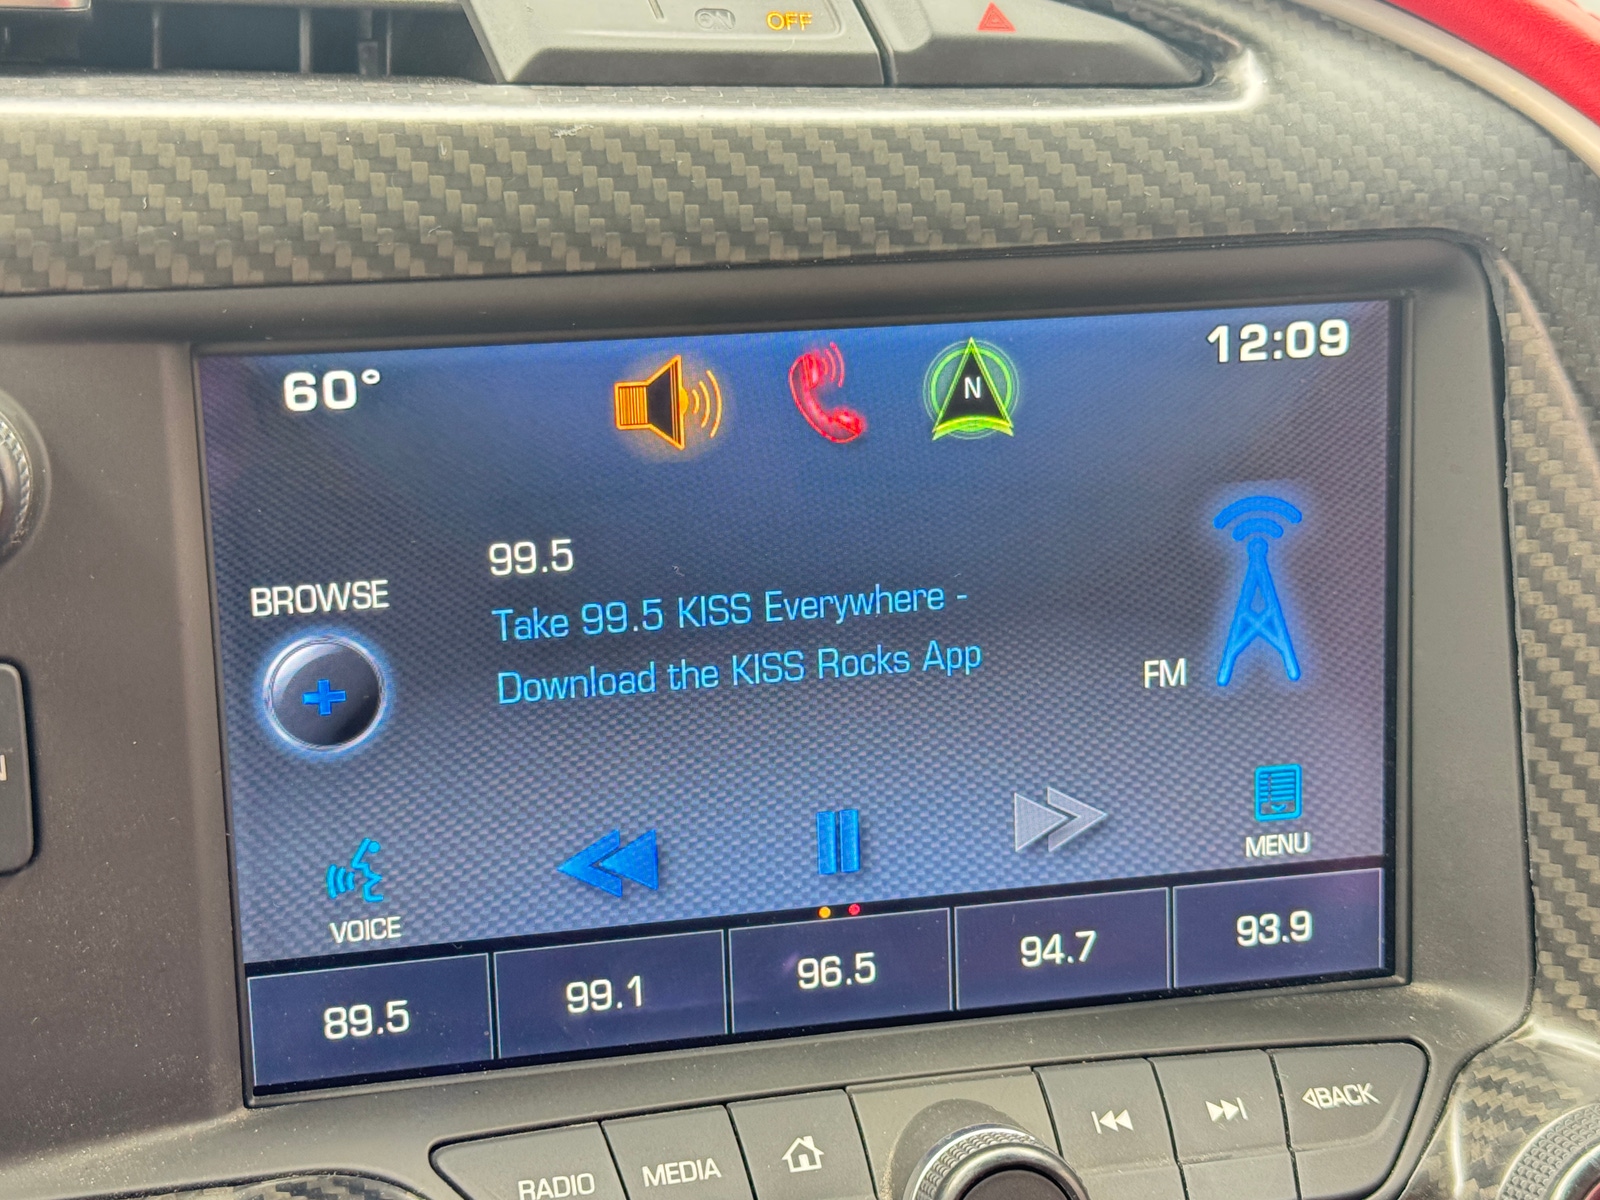 ON OFF
60° 12:09
N
99.5
BROWSE
Take 99.5 KISS Everywhere -
Download the KISS Rocks App
FM
MENU
VOICE
89.5 99.1 96.5 94.7 93.9
RADIO MEDIA BACK